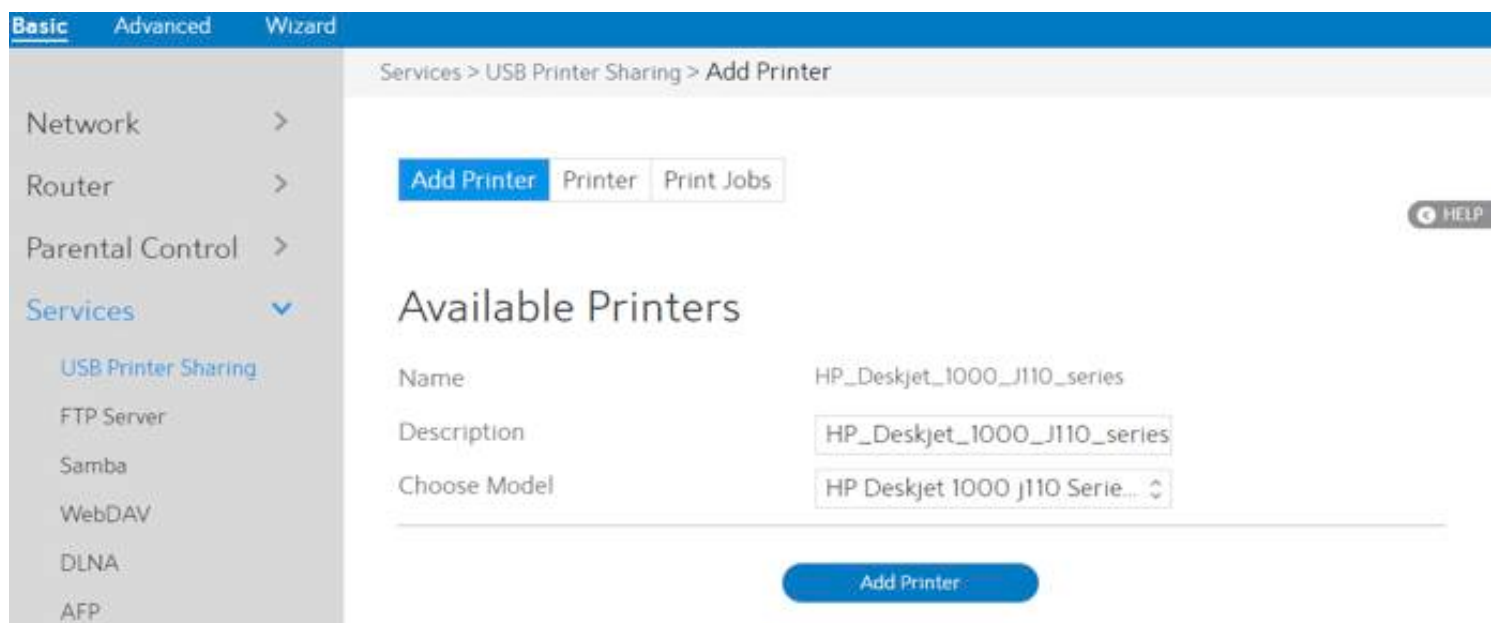 Basic Advanced Wizard
Services > USB Printer Sharing > Add Printer
Network >
Router >
Parental Control >
Services
USB Printer Sharing
FTP Server
Samba
WebDAV
DLNA
AFP
Add Printer Printer Print Jobs
HELP
Available Printers
Name HP_Deskjet_1000_J110_series
Description HP_Deskjet_1000_J110_series
Choose Model HP Deskjet 1000 j110 Serie...
Add Printer